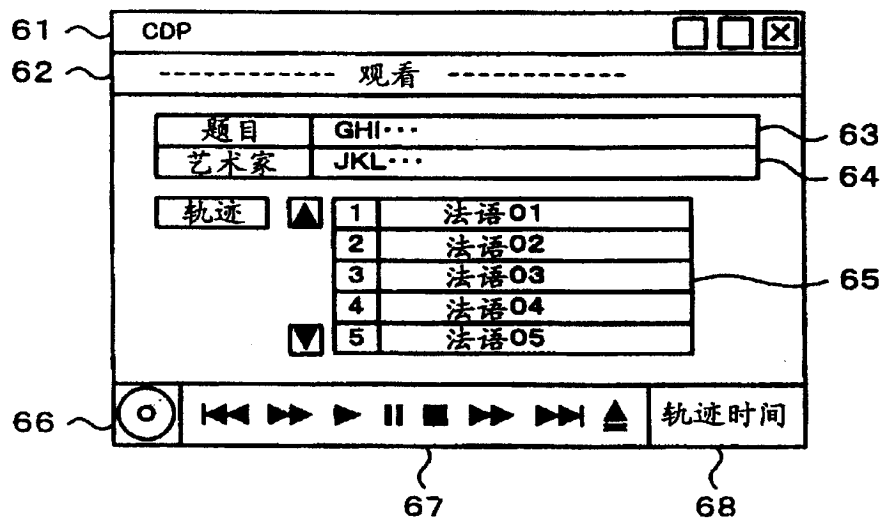 61 CDP
62 ------------ 观看 ------------
题目 GHI··· 63
艺术家 JKL··· 64
轨迹 1 法语01
2 法语02
3 法语03 65
4 法语04
5 法语05
66 轨迹时间
67 68